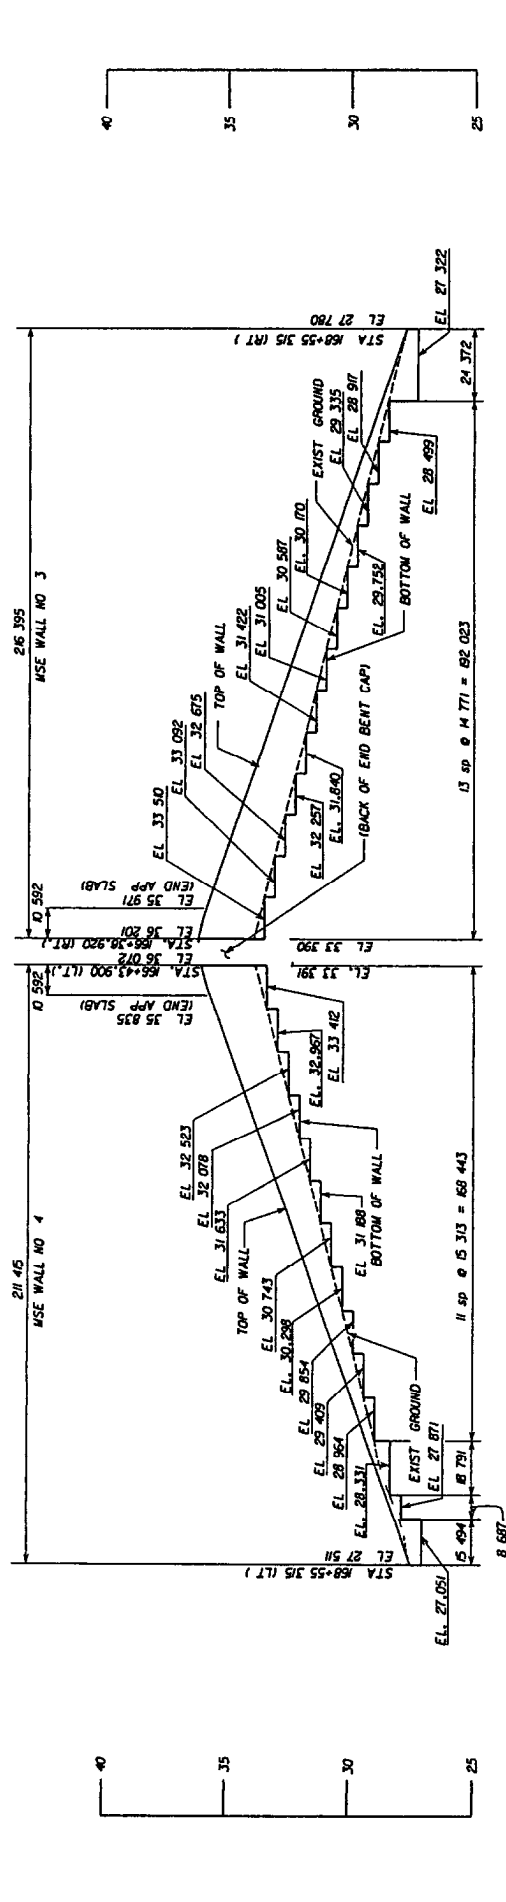 40
35
30
25
216 395
MSE WALL NO 3
10 592
EL 35 971
(END APP SLAB)
EL 36 201
STA. 166+38.920 (RT.)
EL 33 510
EL 33 092
EL 32 675
TOP OF WALL
EL 31 422
EL 31 005
EL 30 587
EL. 30 170
EXIST GROUND
EL 29 335
EL 28 917
STA 168+55 315 (RT)
EL 27 780
EL 27 322
EL 32 257
EL. 31.840
(BACK OF END BENT CAP)
EL. 29.752
BOTTOM OF WALL
EL 28 499
EL 33 390
13 sp @ 14 771 = 192 023
24 372
211 415
MSE WALL NO 4
10 592
EL 36 072
STA. 166+43.900 (LT.)
EL 35 835
(END APP SLAB)
EL 32 523
EL 32 078
EL 31 633
TOP OF WALL
EL 30 743
EL. 30.298
EL 29 854
EL 29 409
EL 28 964
EL. 28.331
STA 168+55 315 (LT)
EL 27 511
EL. 27.051
EL. 33 391
EL 33 412
EL. 32.967
EL 31 188
BOTTOM OF WALL
EXIST GROUND
EL 27 871
11 sp @ 15 313 = 168 443
18 791
8 687
15 494
40
35
30
25